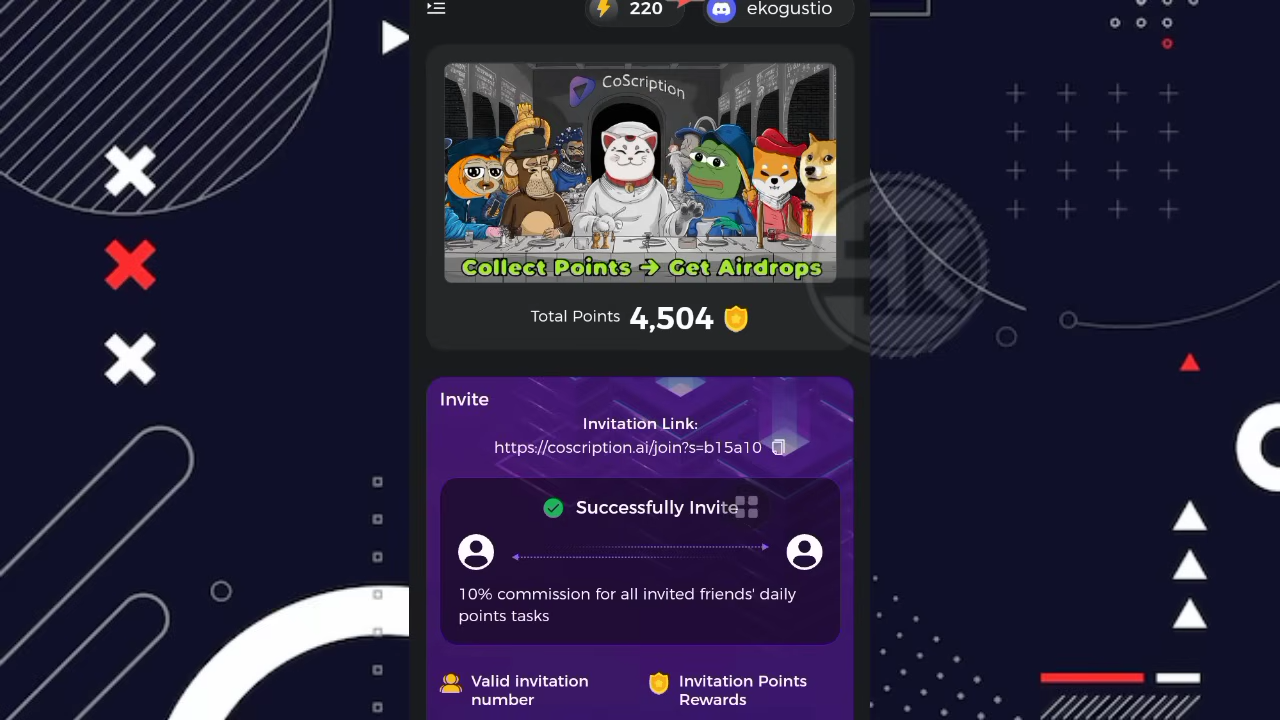 220
ekogustio
CoScription
Collect Points → Get Airdrops
Total Points 4,504
Invite
Invitation Link:
https://coscription.ai/join?s=b15a10
Successfully Invite
10% commission for all invited friends' daily
points tasks
Valid invitation
number
Invitation Points
Rewards